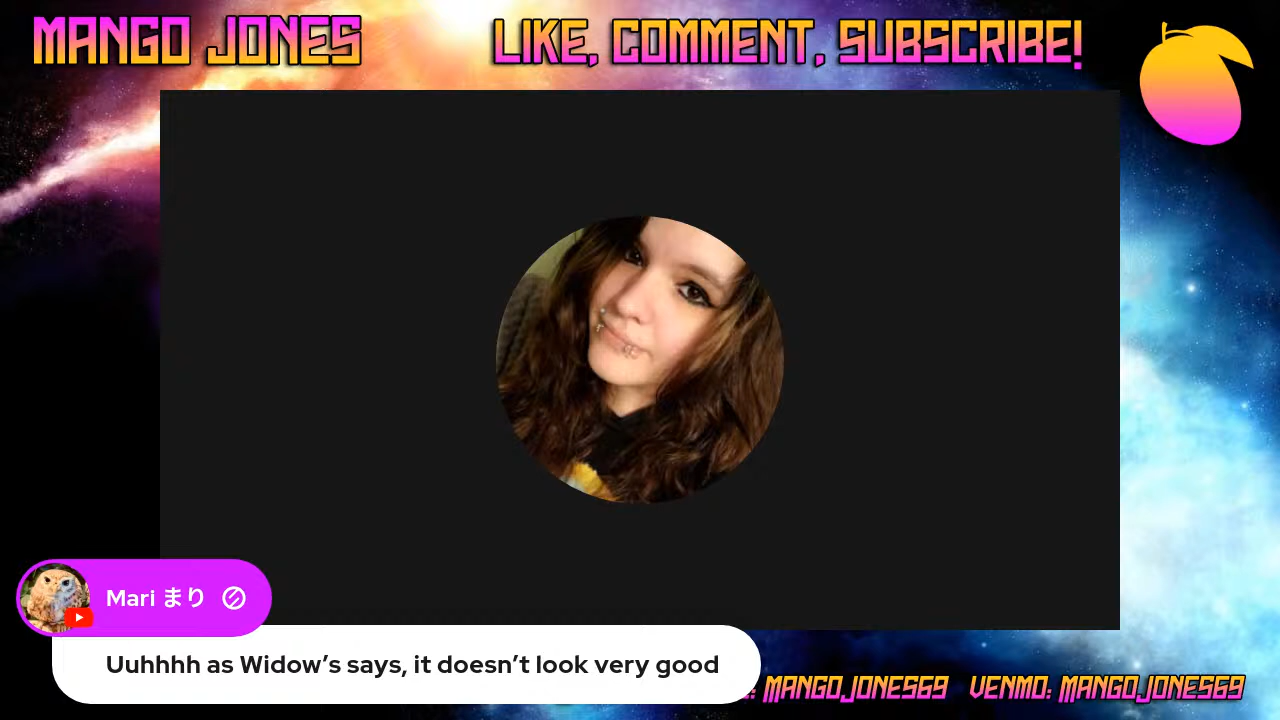 MANGO JONES
LIKE, COMMENT, SUBSCRIBE!
Mari まり
Uuhhhh as Widow’s says, it doesn’t look very good
: MANGOJONES69 VENMO: MANGOJONES69